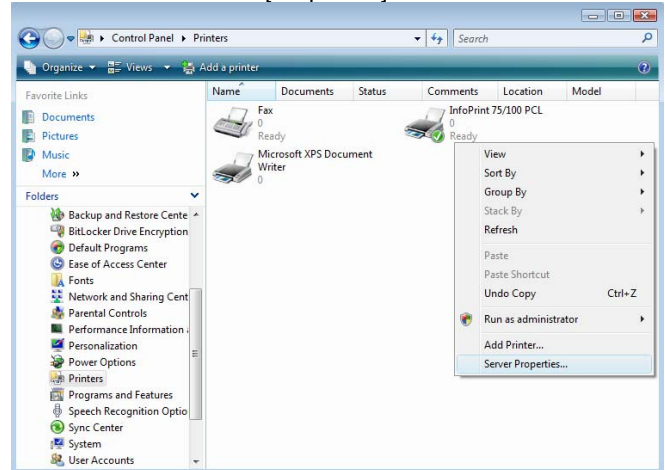 Control Panel ▸ Printers
Search
Organize Views Add a printer
Favorite Links
Documents
Pictures
Music
More »
Folders
Backup and Restore Cente
BitLocker Drive Encryption
Default Programs
Ease of Access Center
Fonts
Network and Sharing Cent
Parental Controls
Performance Information
Personalization
Power Options
Printers
Programs and Features
Speech Recognition Optio
Sync Center
System
User Accounts
Name Documents Status Comments Location Model
Fax
0
Ready
InfoPrint 75/100 PCL
0
Ready
Microsoft XPS Document
Writer
0
View
Sort By
Group By
Stack By
Refresh
Paste
Paste Shortcut
Undo Copy Ctrl+Z
Run as administrator
Add Printer...
Server Properties...